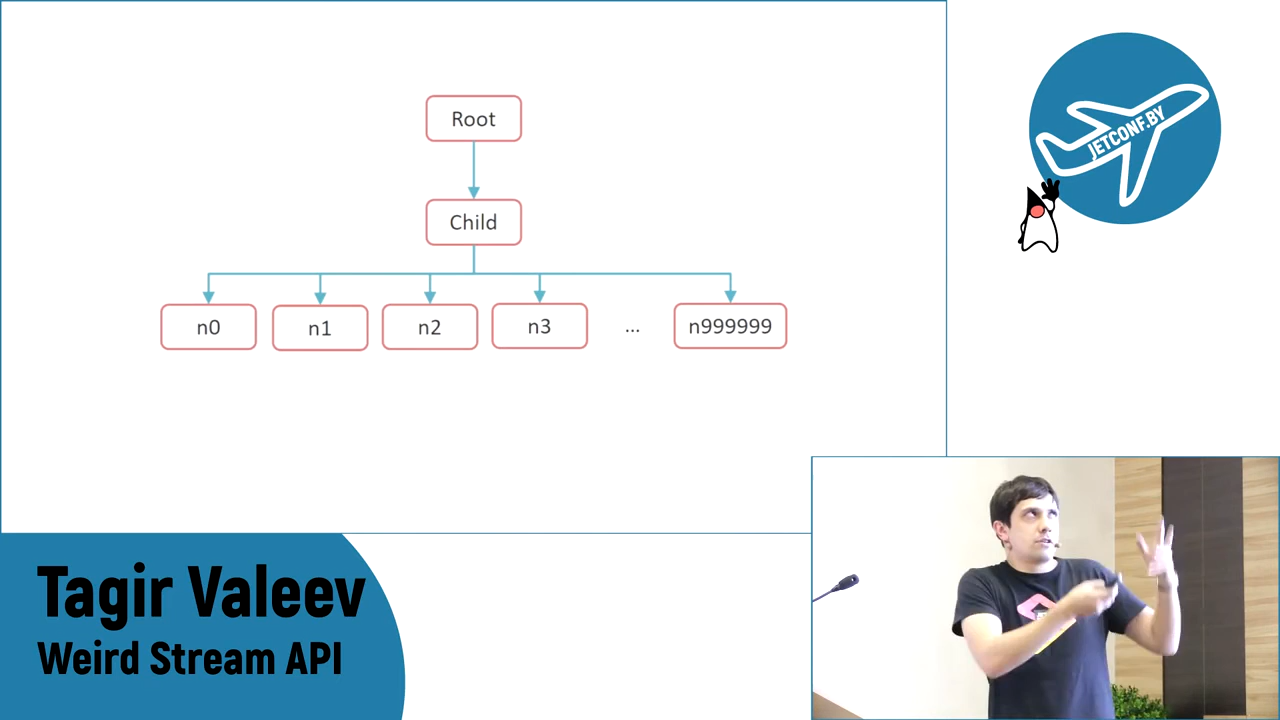 Root
Child
n0 n1 n2 n3 ... n999999
JETCONF.BY
Tagir Valeev
Weird Stream API